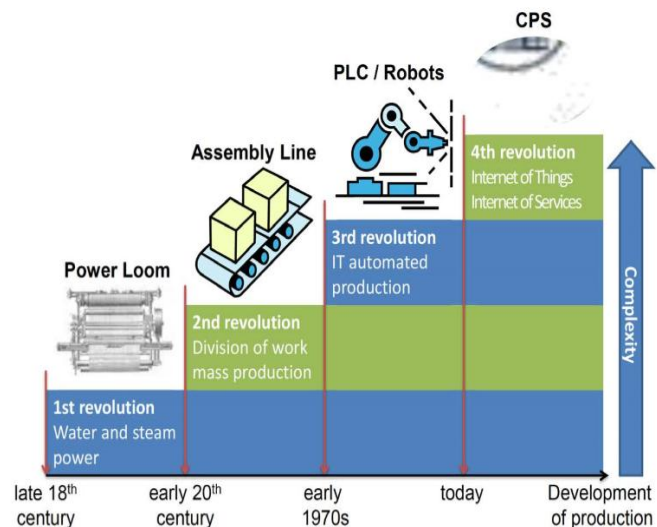 CPS
PLC / Robots
Assembly Line
Power Loom
4th revolution
Internet of Things
Internet of Services
3rd revolution
IT automated
production
2nd revolution
Division of work
mass production
1st revolution
Water and steam
power
Complexity
late 18th
century
early 20th
century
early
1970s
today
Development
of production